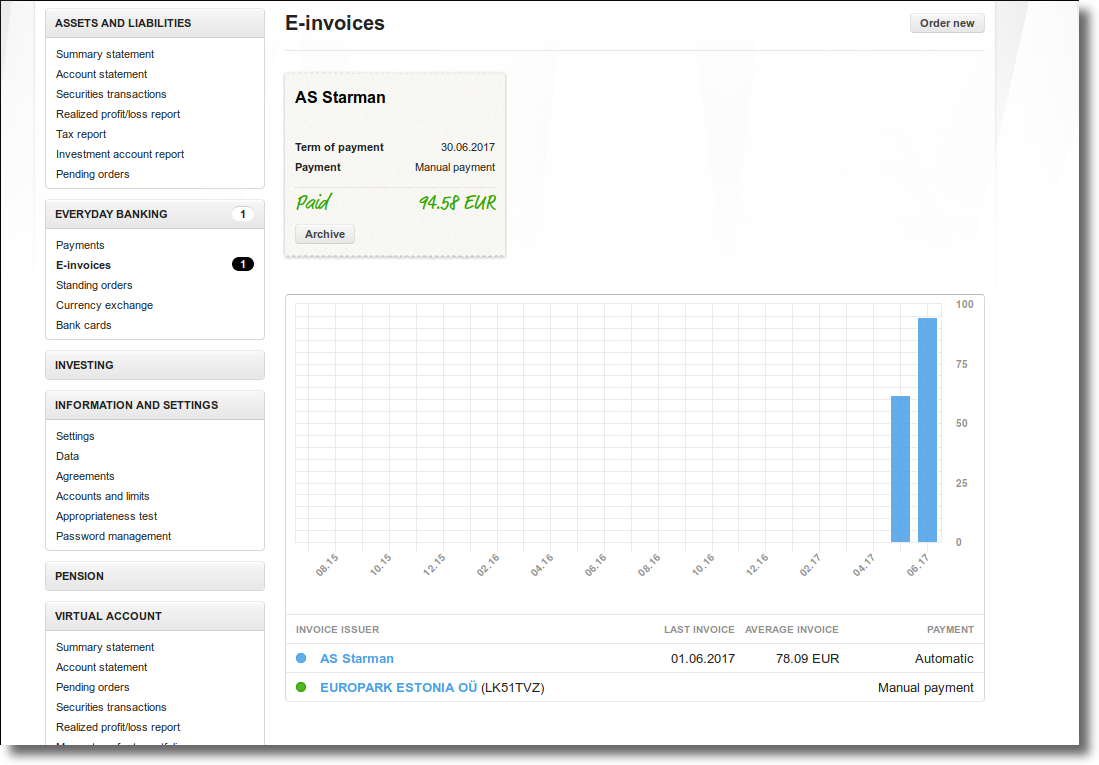 ASSETS AND LIABILITIES
Summary statement
Account statement
Securities transactions
Realized profit/loss report
Tax report
Investment account report
Pending orders
EVERYDAY BANKING 1
Payments
E-invoices 1
Standing orders
Currency exchange
Bank cards
INVESTING
INFORMATION AND SETTINGS
Settings
Data
Agreements
Accounts and limits
Appropriateness test
Password management
PENSION
VIRTUAL ACCOUNT
Summary statement
Account statement
Pending orders
Securities transactions
Realized profit/loss report
E-invoices Order new
AS Starman
Term of payment 30.06.2017
Payment Manual payment
Paid 94.58 EUR
Archive
100
75
50
25
0
08.15 10.15 12.15 02.16 04.16 06.16 08.16 10.16 12.16 02.17 04.17 06.17
INVOICE ISSUER LAST INVOICE AVERAGE INVOICE PAYMENT
AS Starman 01.06.2017 78.09 EUR Automatic
EUROPARK ESTONIA OÜ (LK51TVZ) Manual payment